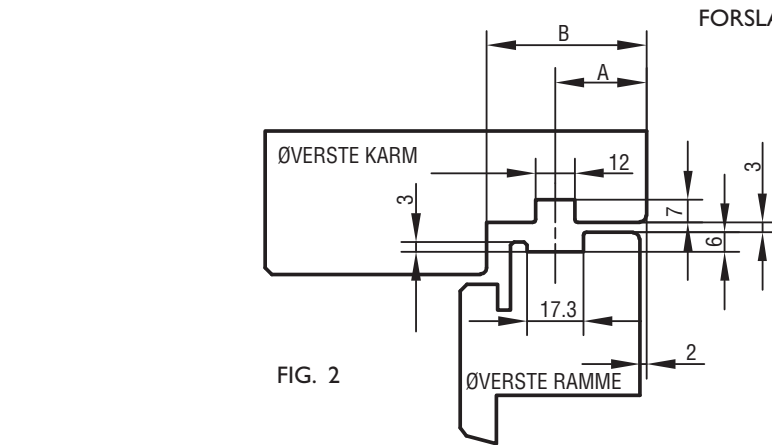 FORSLA
B
A
ØVERSTE KARM
12
3
3
7
6
17.3
2
FIG. 2
ØVERSTE RAMME